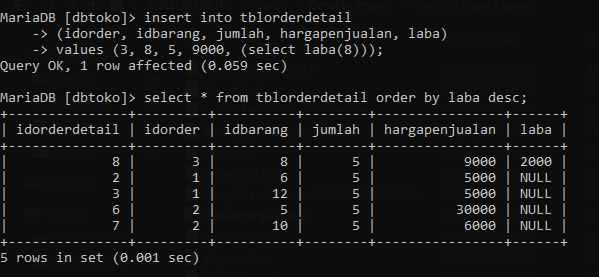 MariaDB [dbtoko]> insert into tblorderdetail
    -> (idorder, idbarang, jumlah, hargapenjualan, laba)
    -> values (3, 8, 5, 9000, (select laba(8)));
Query OK, 1 row affected (0.059 sec)
MariaDB [dbtoko]> select * from tblorderdetail order by laba desc;
+---------------+---------+----------+--------+----------------+------+
| idorderdetail | idorder | idbarang | jumlah | hargapenjualan | laba |
+---------------+---------+----------+--------+----------------+------+
|             8 |       3 |        8 |      5 |           9000 | 2000 |
|             2 |       1 |        6 |      5 |           5000 | NULL |
|             3 |       1 |       12 |      5 |           5000 | NULL |
|             6 |       2 |        5 |      5 |          30000 | NULL |
|             7 |       2 |       10 |      5 |           6000 | NULL |
+---------------+---------+----------+--------+----------------+------+
5 rows in set (0.001 sec)